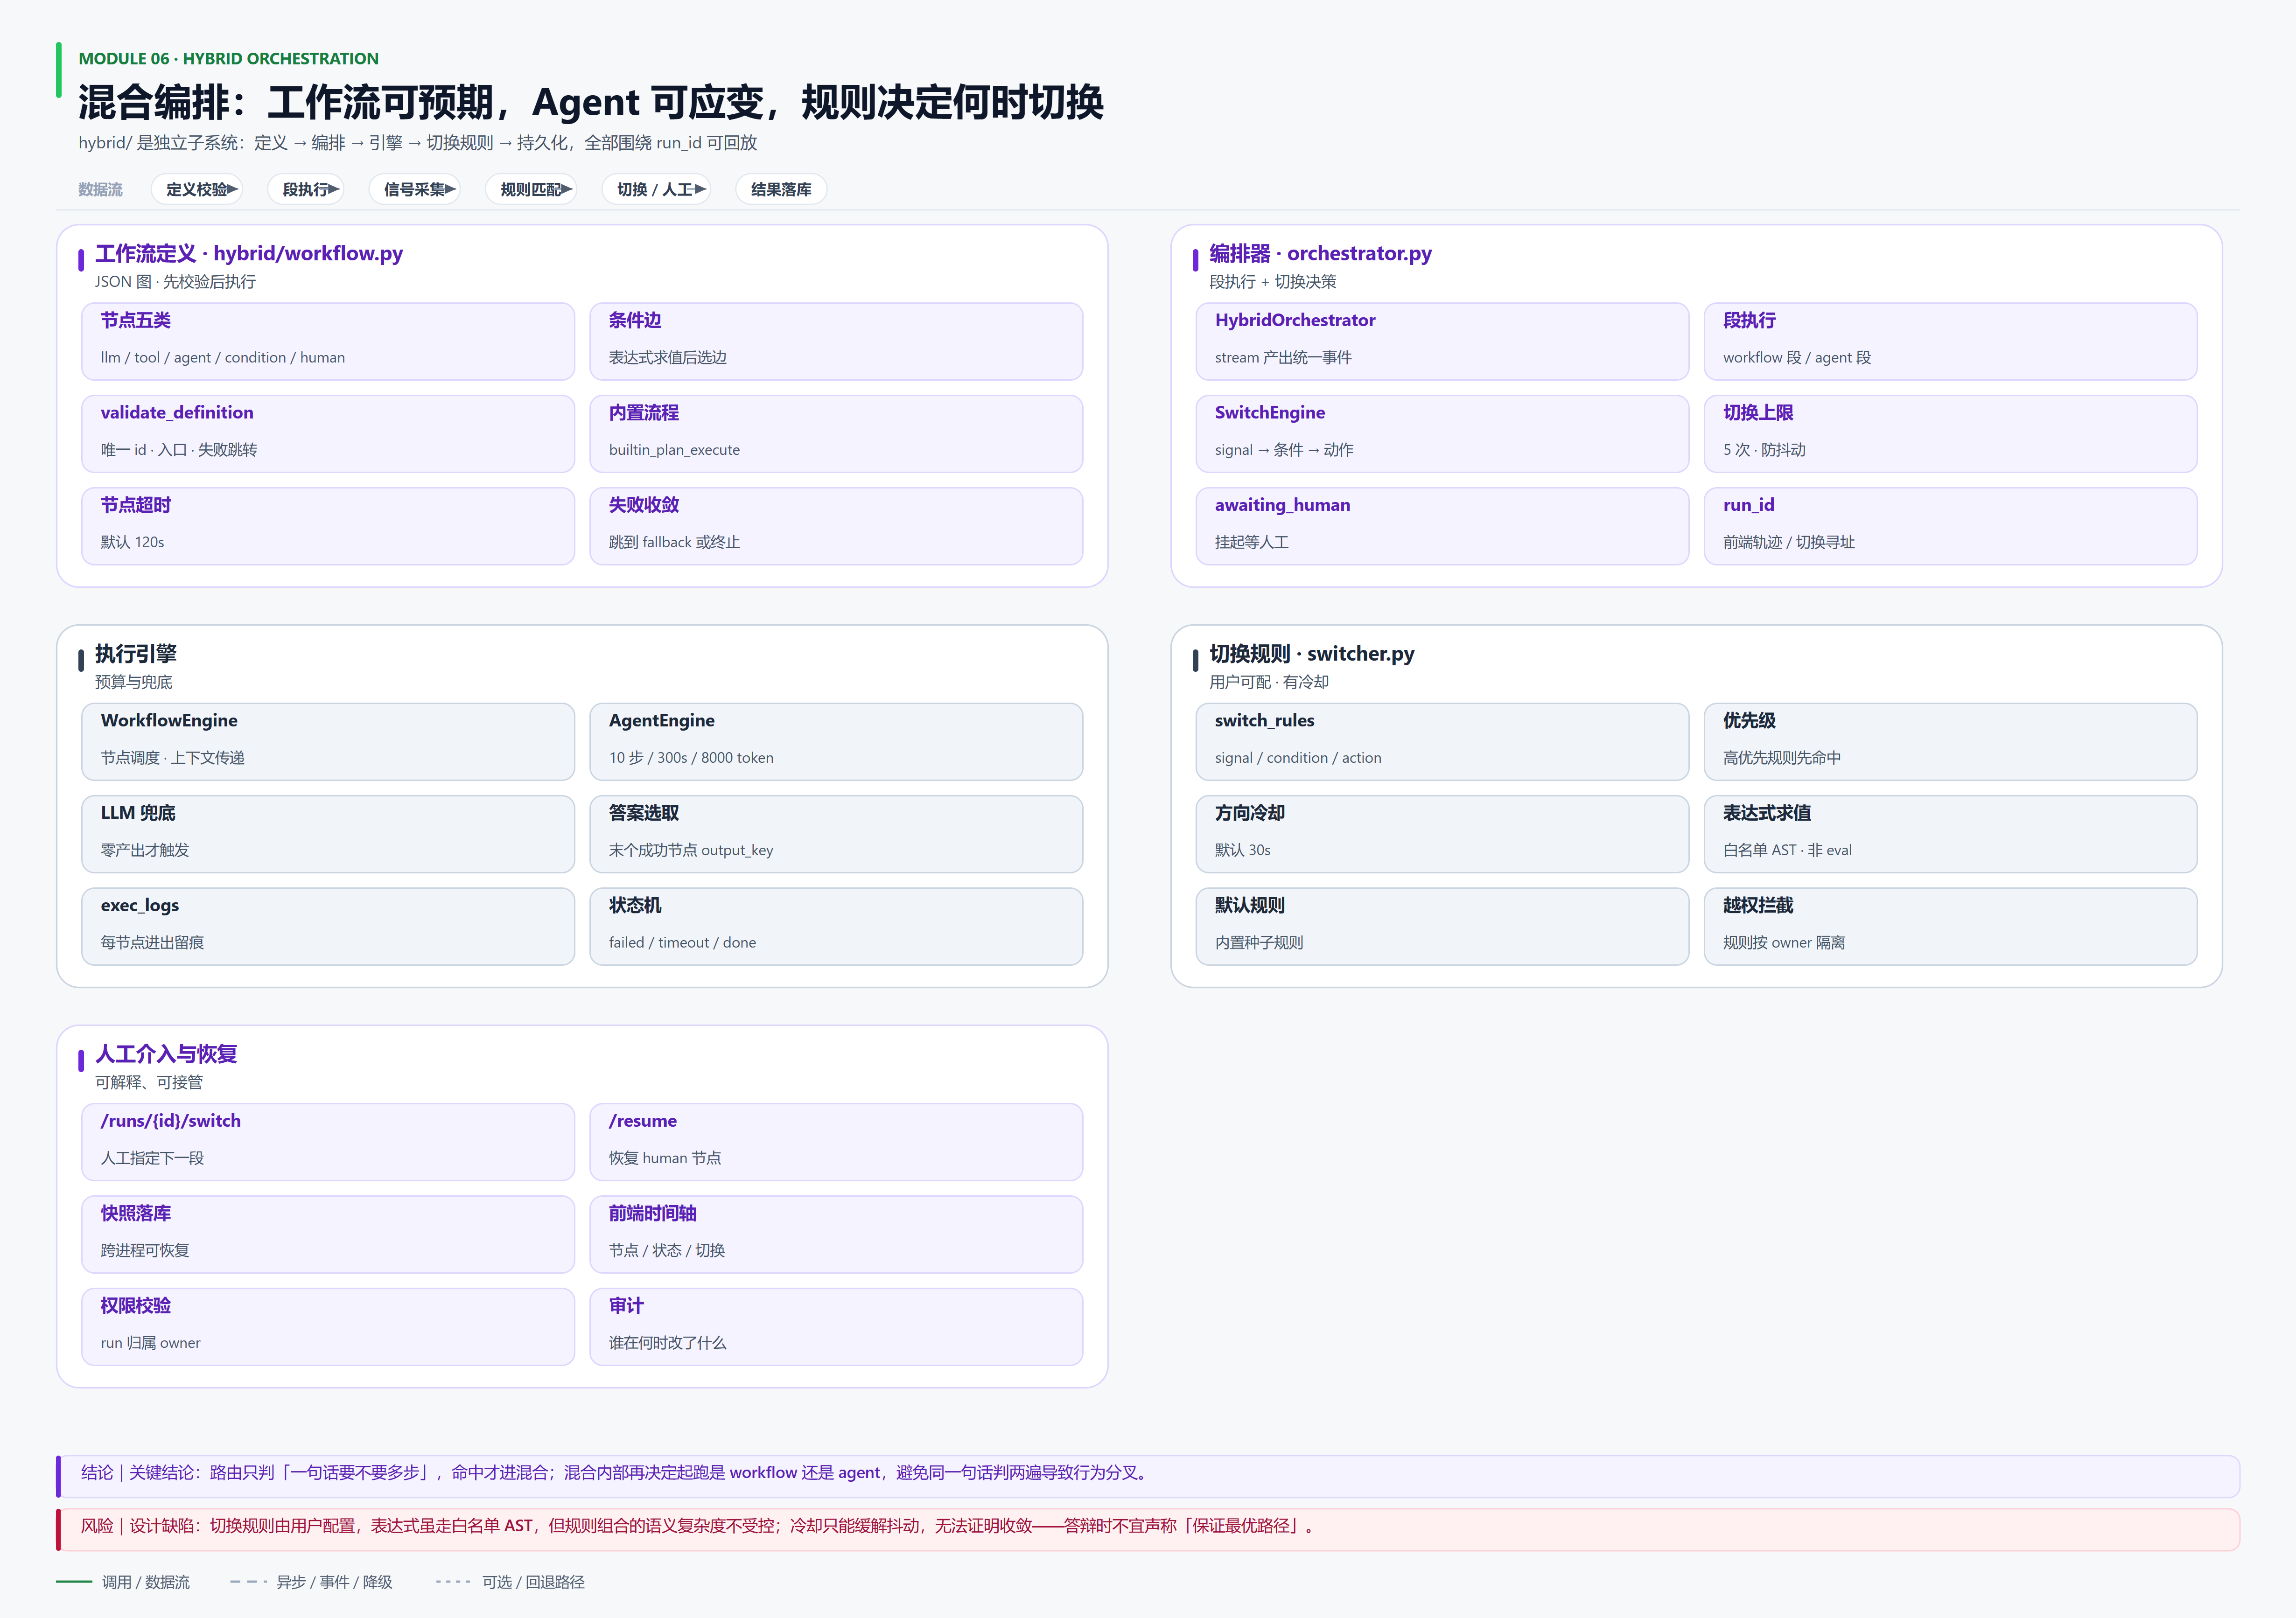 MODULE 06 · HYBRID ORCHESTRATION
混合编排：工作流可预期，Agent 可应变，规则决定何时切换
hybrid/ 是独立子系统：定义 → 编排 → 引擎 → 切换规则 → 持久化，全部围绕 run_id 可回放
数据流 定义校验 段执行 信号采集 规则匹配 切换 / 人工 结果落库
工作流定义 · hybrid/workflow.py
JSON 图 · 先校验后执行
节点五类
llm / tool / agent / condition / human
条件边
表达式求值后选边
validate_definition
唯一 id · 入口 · 失败跳转
内置流程
builtin_plan_execute
节点超时
默认 120s
失败收敛
跳到 fallback 或终止
编排器 · orchestrator.py
段执行 + 切换决策
HybridOrchestrator
stream 产出统一事件
段执行
workflow 段 / agent 段
SwitchEngine
signal → 条件 → 动作
切换上限
5 次 · 防抖动
awaiting_human
挂起等人工
run_id
前端轨迹 / 切换寻址
执行引擎
预算与兜底
WorkflowEngine
节点调度 · 上下文传递
AgentEngine
10 步 / 300s / 8000 token
LLM 兜底
零产出才触发
答案选取
末个成功节点 output_key
exec_logs
每节点进出留痕
状态机
failed / timeout / done
切换规则 · switcher.py
用户可配 · 有冷却
switch_rules
signal / condition / action
优先级
高优先规则先命中
方向冷却
默认 30s
表达式求值
白名单 AST · 非 eval
默认规则
内置种子规则
越权拦截
规则按 owner 隔离
人工介入与恢复
可解释、可接管
/runs/{id}/switch
人工指定下一段
/resume
恢复 human 节点
快照落库
跨进程可恢复
前端时间轴
节点 / 状态 / 切换
权限校验
run 归属 owner
审计
谁在何时改了什么
结论｜关键结论：路由只判「一句话要不要多步」，命中才进混合；混合内部再决定起跑是 workflow 还是 agent，避免同一句话判两遍导致行为分叉。
风险｜设计缺陷：切换规则由用户配置，表达式虽走白名单 AST，但规则组合的语义复杂度不受控；冷却只能缓解抖动，无法证明收敛——答辩时不宜声称「保证最优路径」。
调用 / 数据流 异步 / 事件 / 降级 可选 / 回退路径